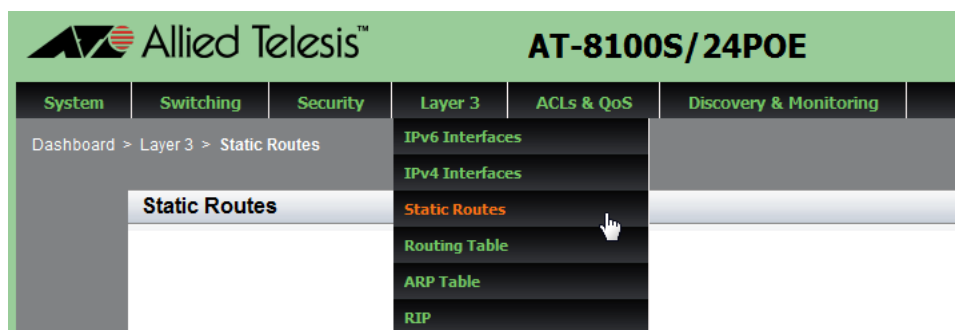 Allied Telesis™ AT-8100S/24POE
System Switching Security Layer 3 ACLs & QoS Discovery & Monitoring
Dashboard > Layer 3 > Static Routes
IPv6 Interfaces
IPv4 Interfaces
Static Routes
Static Routes
Routing Table
ARP Table
RIP